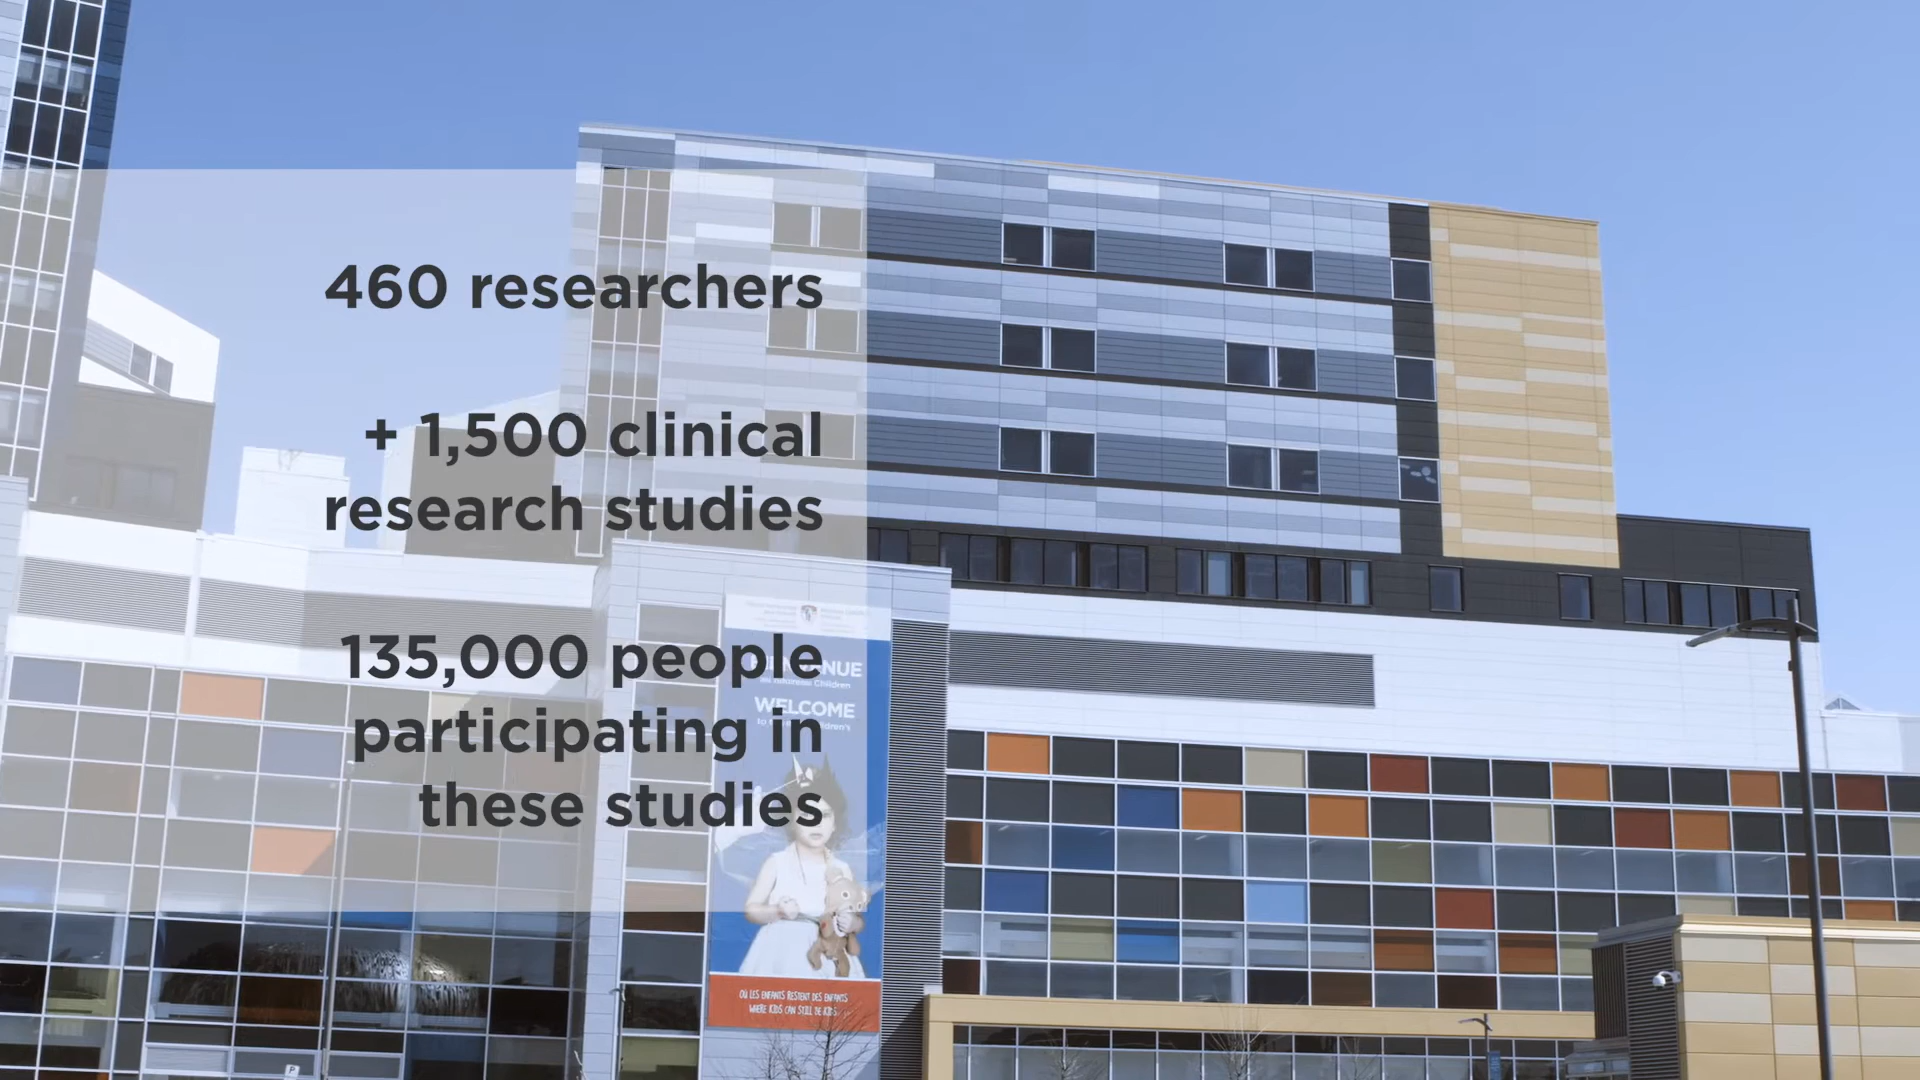 460 researchers
+ 1,500 clinical
research studies
135,000 people
participating in
these studies
BIENVENUE
WELCOME
OÙ LES ENFANTS RESTENT DES ENFANTS
WHERE KIDS CAN STILL BE KIDS
P